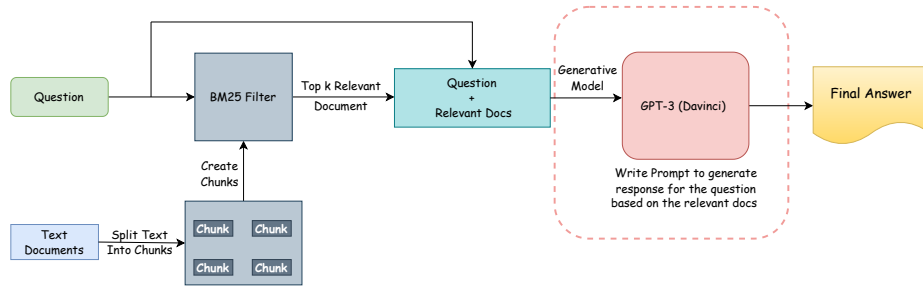 Question
BM25 Filter
Top k Relevant
Document
Question
+
Relevant Docs
Generative
Model
GPT-3 (Davinci)
Final Answer
Write Prompt to generate
response for the question
based on the relevant docs
Create
Chunks
Text
Documents
Split Text
Into Chunks
Chunk
Chunk
Chunk
Chunk